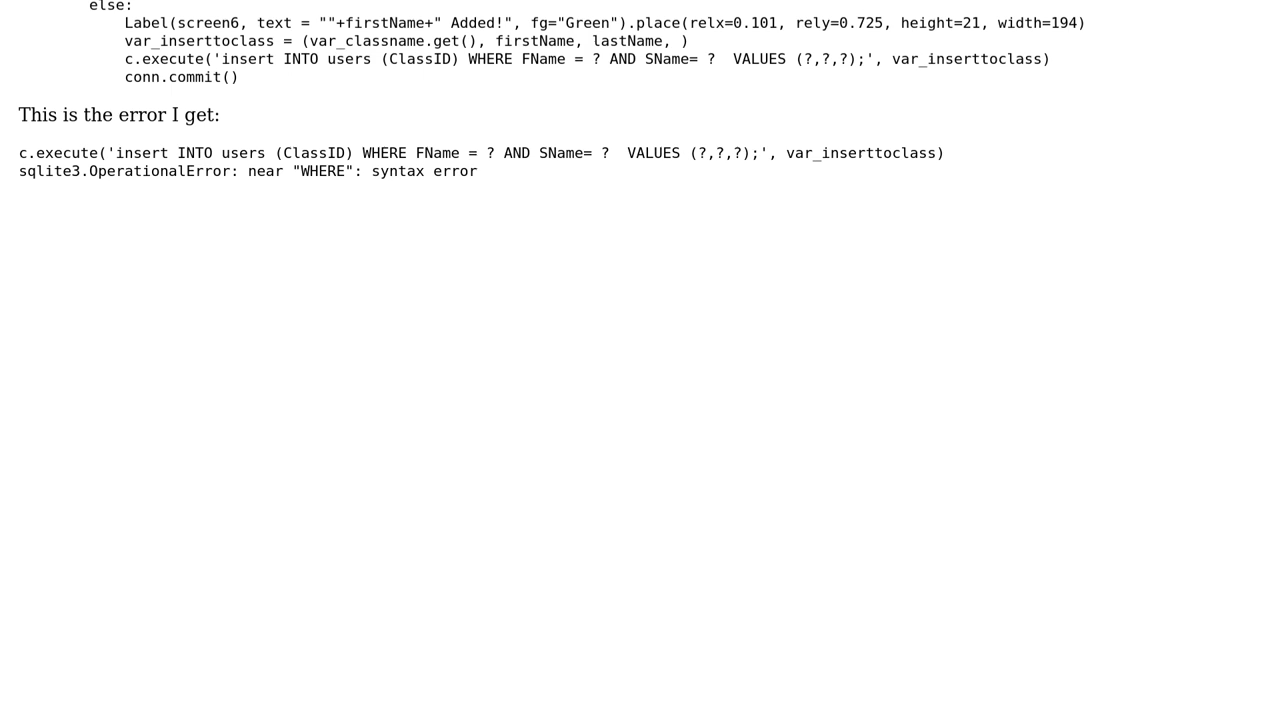 else:
Label(screen6, text = ""+firstName+" Added!", fg="Green").place(relx=0.101, rely=0.725, height=21, width=194)
var_inserttoclass = (var_classname.get(), firstName, lastName, )
c.execute('insert INTO users (ClassID) WHERE FName = ? AND SName= ?  VALUES (?,?,?);', var_inserttoclass)
conn.commit()
This is the error I get:
c.execute('insert INTO users (ClassID) WHERE FName = ? AND SName= ?  VALUES (?,?,?);', var_inserttoclass)
sqlite3.OperationalError: near "WHERE": syntax error